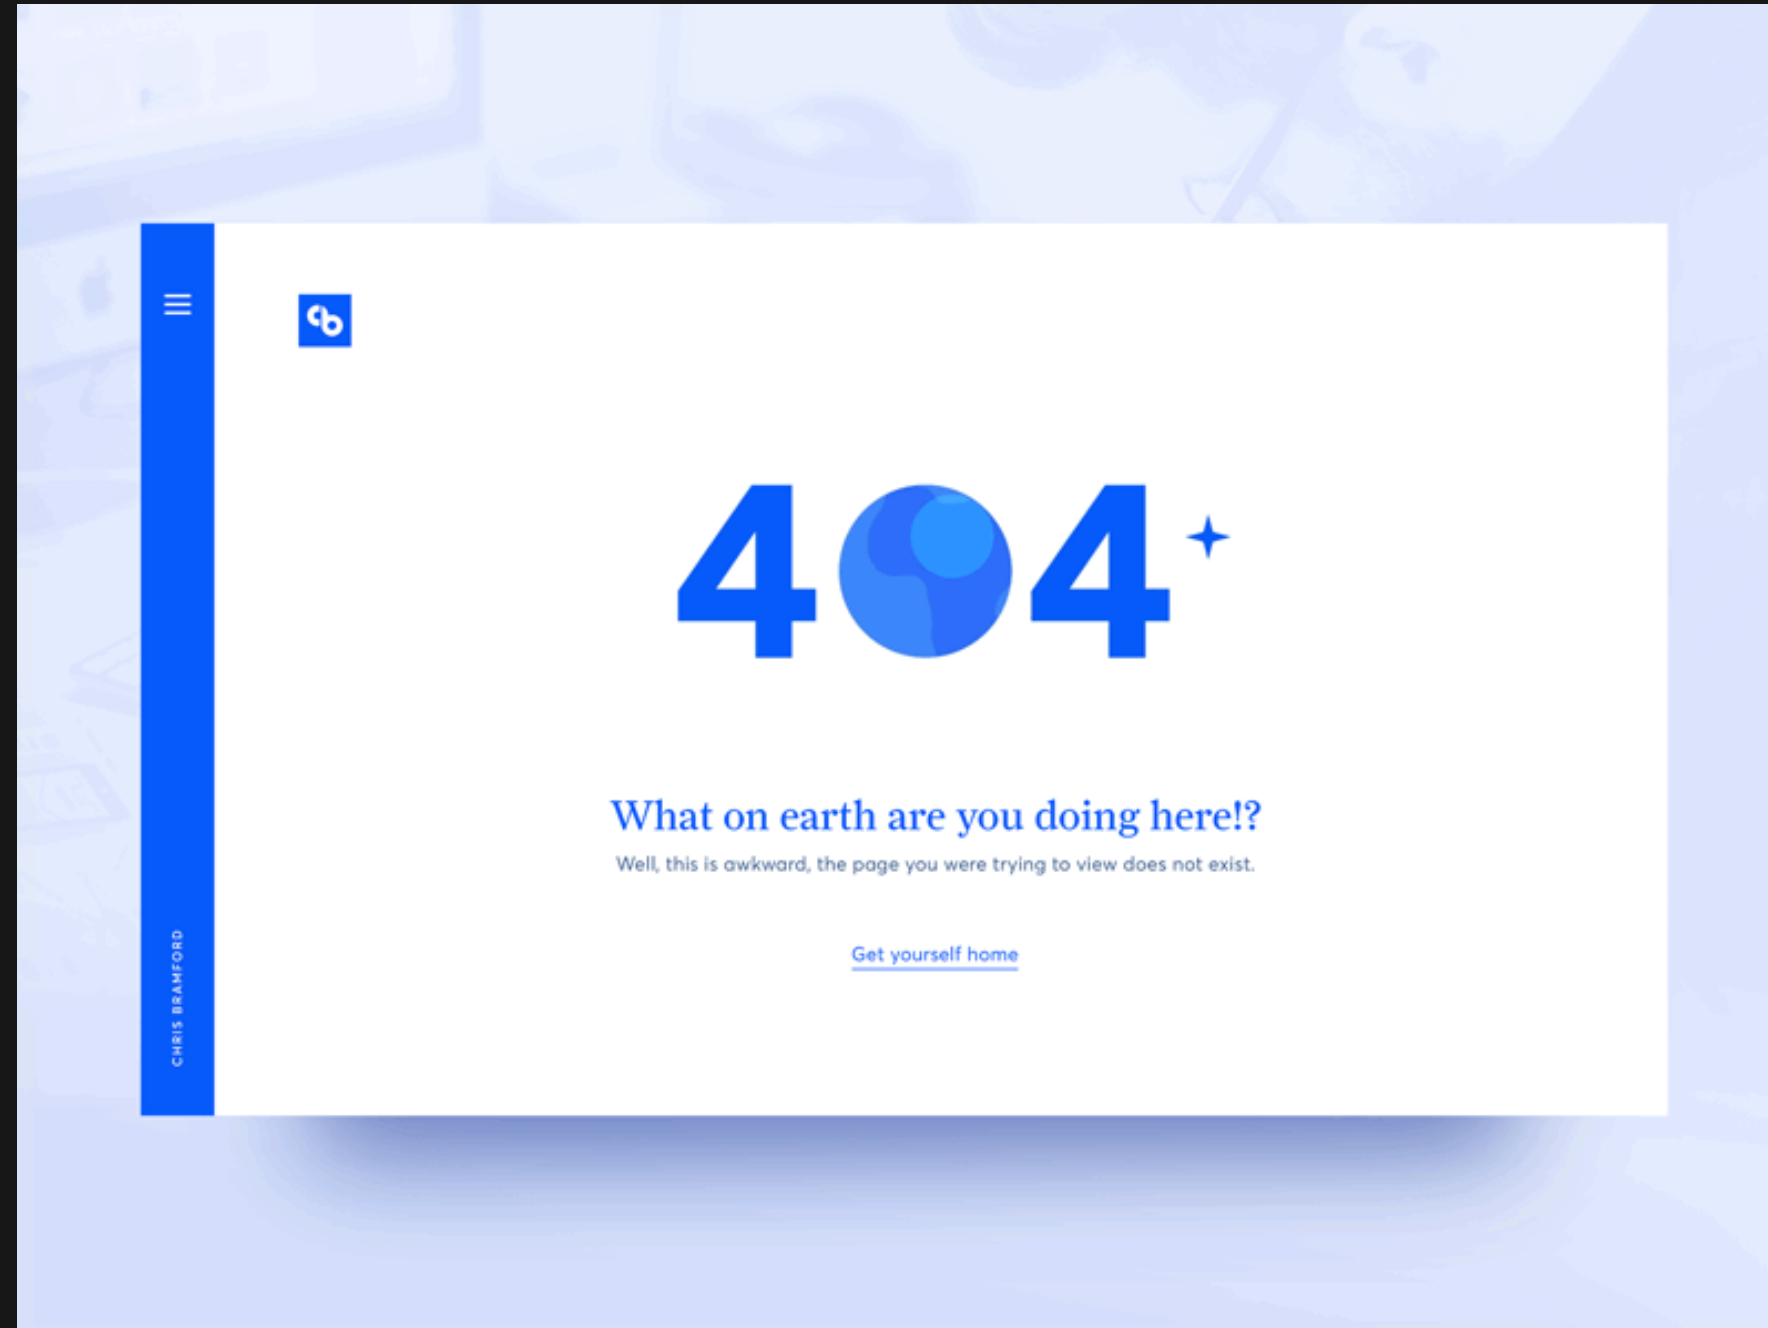 cb
404
What on earth are you doing here!?
Well, this is awkward, the page you were trying to view does not exist.
Get yourself home
CHRIS BRAMFORD